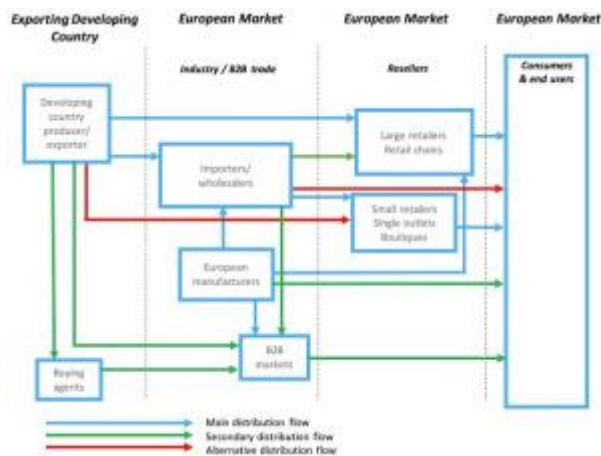 Exporting Developing
Country
European Market
European Market
European Market
Industry / B2B trade
Resellers
Consumers
& end users
Developing
country
producer/
exporter
Large retailers
Retail chains
Importers/
wholesalers
Small retailers
Single outlets
Boutiques
European
manufacturers
B2B
markets
Buying
agents
Main distribution flow
Secondary distribution flow
Alternative distribution flow